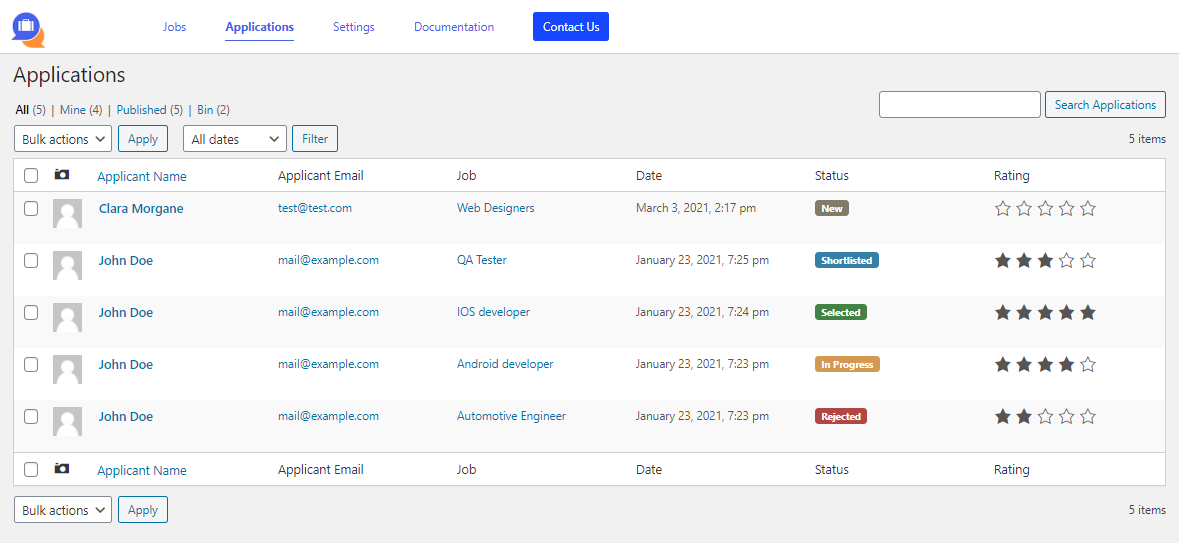 Jobs Applications Settings Documentation Contact Us
Applications
All (5) | Mine (4) | Published (5) | Bin (2)
Search Applications
Bulk actions Apply All dates Filter 5 items
Applicant Name Applicant Email Job Date Status Rating
Clara Morgane test@test.com Web Designers March 3, 2021, 2:17 pm New
John Doe mail@example.com QA Tester January 23, 2021, 7:25 pm Shortlisted
John Doe mail@example.com IOS developer January 23, 2021, 7:24 pm Selected
John Doe mail@example.com Android developer January 23, 2021, 7:23 pm In Progress
John Doe mail@example.com Automotive Engineer January 23, 2021, 7:23 pm Rejected
Applicant Name Applicant Email Job Date Status Rating
Bulk actions Apply 5 items